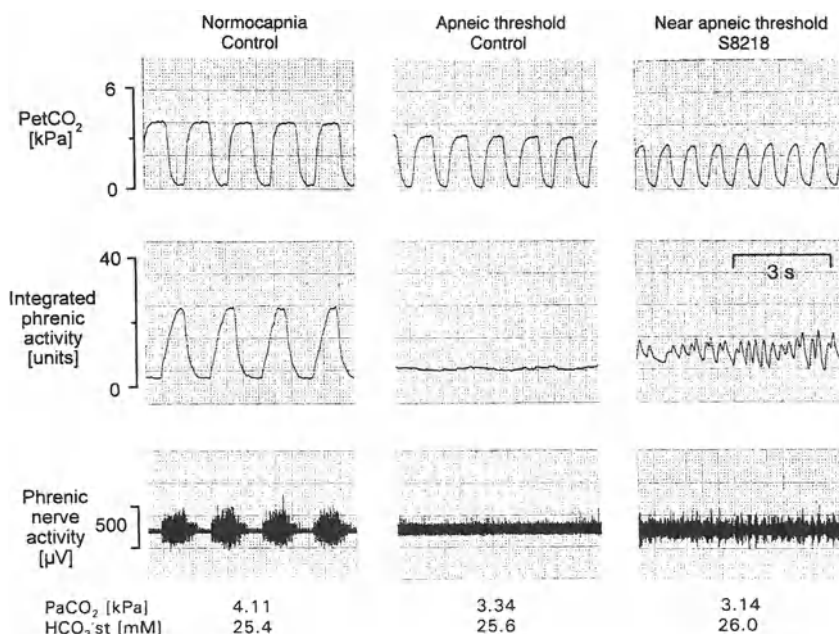 Normocapnia
Control
Apneic threshold
Control
Near apneic threshold
S8218
PetCO₂
[kPa]
6
0
Integrated
phrenic
activity
[units]
40
20
0
3 s
Phrenic
nerve
activity
[µV]
500
PaCO₂ [kPa] 4.11 3.34 3.14
HCO₃⁻st [mM] 25.4 25.6 26.0